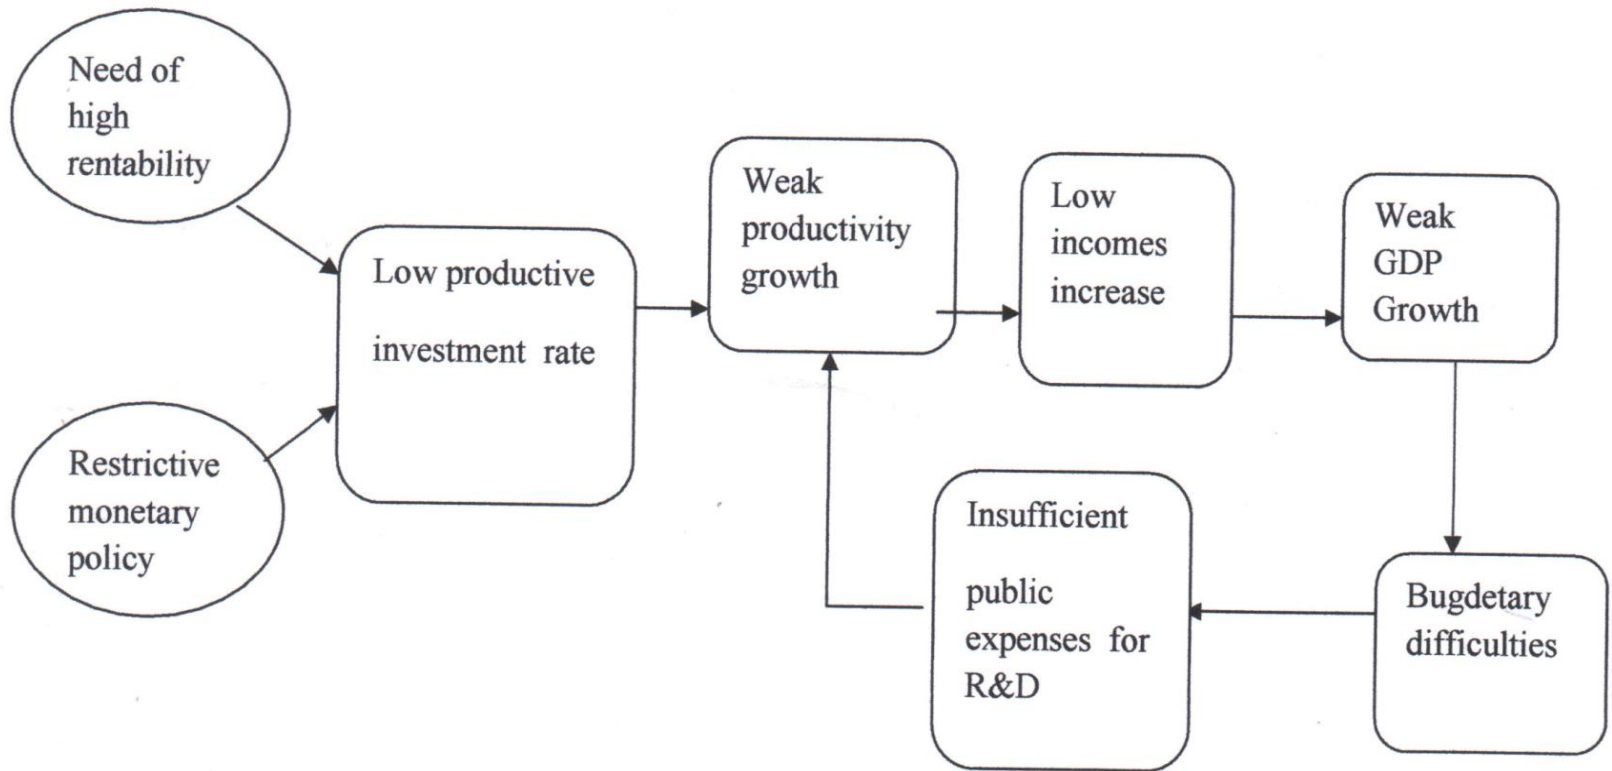 Need of
high
rentability
Restrictive
monetary
policy
Low productive
investment rate
Weak
productivity
growth
Low
incomes
increase
Weak
GDP
Growth
Bugdetary
difficulties
Insufficient
public
expenses for
R&D